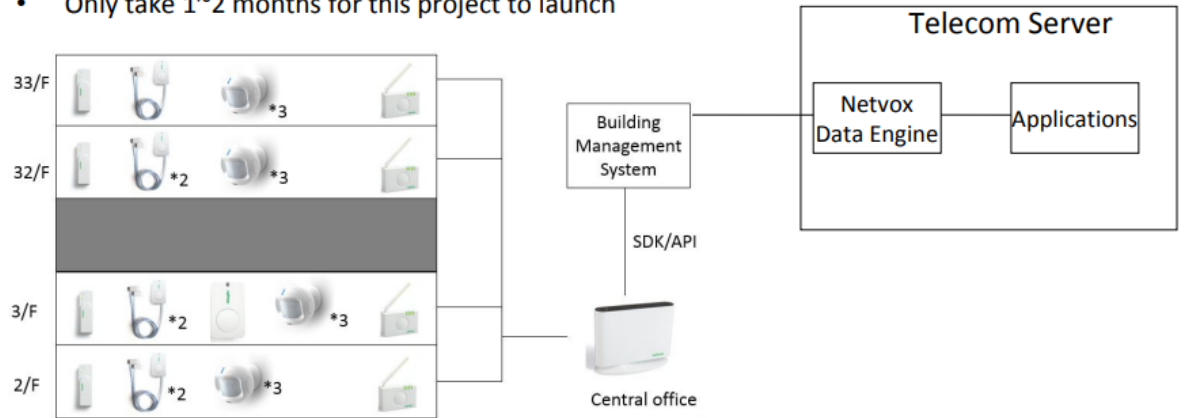 • Only take 1~2 months for this project to launch
Telecom Server
33/F
*3
Netvox
Data Engine
Applications
Building
Management
System
32/F
*2
*3
SDK/API
3/F
*2
*3
2/F
*2
*3
Central office